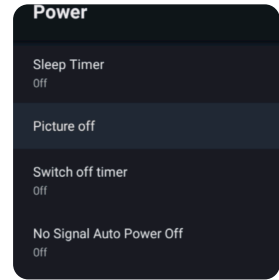 Power
Sleep Timer
Off
Picture off
Switch off timer
Off
No Signal Auto Power Off
Off